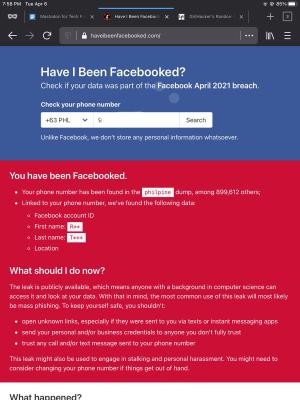 7:58 PM Tue Apr 6
85%
Mastodon for Tech F
Have I Been Facebooked
haveibeenfacebooked.com/
Have I Been Facebooked?
Check if your data was part of the Facebook April 2021 breach.
Check your phone number
+63 PHL
9
Search
Unlike Facebook, we don't store any personal information whatsoever.
You have been Facebooked.
Your phone number has been found in the philpine dump, among 899,612 others;
Linked to your phone number, we've found the following data:
Facebook account ID
First name:
Last name:
Location
What should I do now?
The leak is publicly available, which means anyone with a background in computer science can
access it and look at your data. With that in mind, the most common use of this leak will most likely
be mass phishing. To keep yourself safe, you shouldn't:
open unknown links, especially if they were sent to you via texts or instant messaging apps
send your personal and/or business credentials to anyone you don't fully trust
trust any call and/or text message sent to your phone number
This leak might also be used to engage in stalking and personal harassment. You might need to
consider changing your phone number if things get out of hand.
What happened?